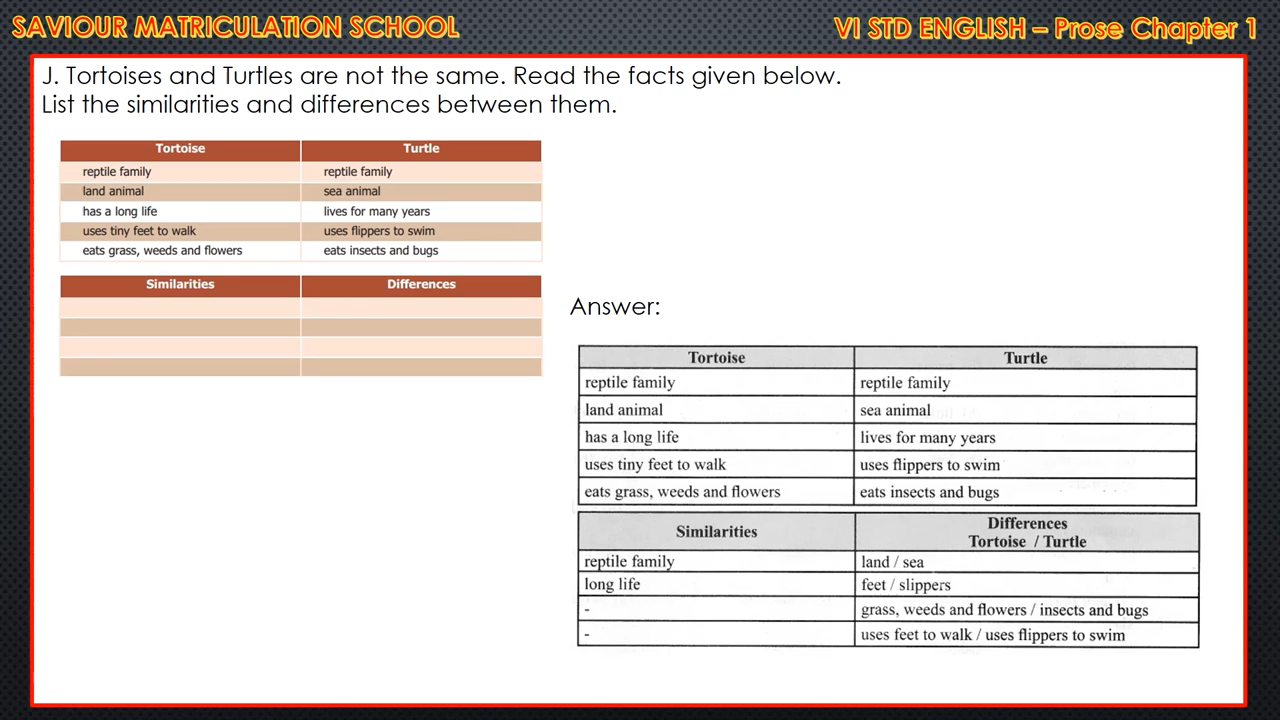 SAVIOUR MATRICULATION SCHOOL
VI STD ENGLISH – Prose Chapter 1
J. Tortoises and Turtles are not the same. Read the facts given below.
List the similarities and differences between them.
Tortoise Turtle
reptile family reptile family
land animal sea animal
has a long life lives for many years
uses tiny feet to walk uses flippers to swim
eats grass, weeds and flowers eats insects and bugs
Similarities Differences
Answer:
Tortoise Turtle
reptile family reptile family
land animal sea animal
has a long life lives for many years
uses tiny feet to walk uses flippers to swim
eats grass, weeds and flowers eats insects and bugs
Similarities Differences
Tortoise / Turtle
reptile family land / sea
long life feet / slippers
- grass, weeds and flowers / insects and bugs
- uses feet to walk / uses flippers to swim